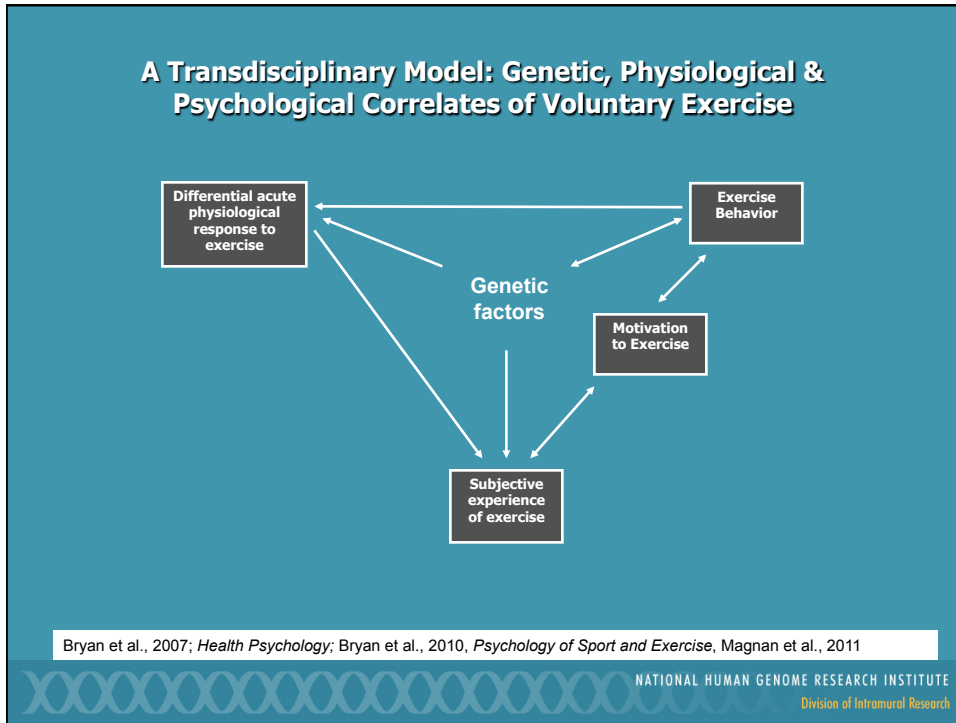 A Transdisciplinary Model: Genetic, Physiological &
Psychological Correlates of Voluntary Exercise
Differential acute
physiological
response to
exercise
Exercise
Behavior
Genetic
factors
Motivation
to Exercise
Subjective
experience
of exercise
Bryan et al., 2007; Health Psychology; Bryan et al., 2010, Psychology of Sport and Exercise, Magnan et al., 2011
NATIONAL HUMAN GENOME RESEARCH INSTITUTE
Division of Intramural Research